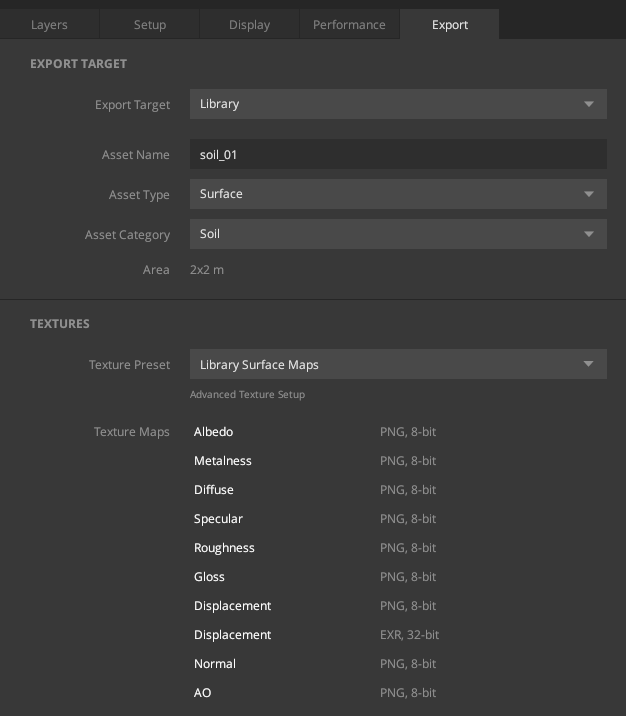 Layers Setup Display Performance Export
EXPORT TARGET
Export Target Library
Asset Name soil_01
Asset Type Surface
Asset Category Soil
Area 2x2 m
TEXTURES
Texture Preset Library Surface Maps
Advanced Texture Setup
Texture Maps Albedo PNG, 8-bit
Metalness PNG, 8-bit
Diffuse PNG, 8-bit
Specular PNG, 8-bit
Roughness PNG, 8-bit
Gloss PNG, 8-bit
Displacement PNG, 8-bit
Displacement EXR, 32-bit
Normal PNG, 8-bit
AO PNG, 8-bit